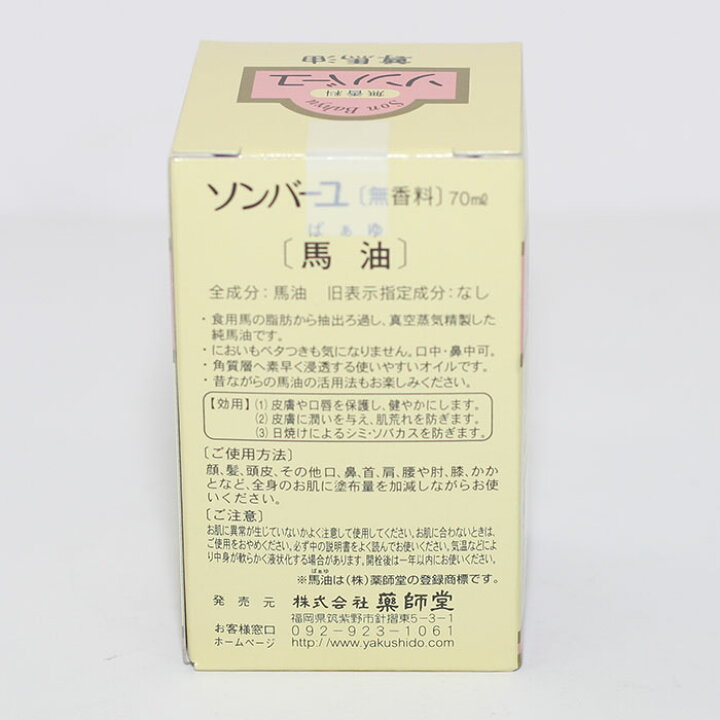 尊馬油
ソンバーユ
無香料
Son Bahyu
ソンバーユ〔無香料〕70mℓ
ばぁゆ
〔馬油〕
全成分：馬油　旧表示指定成分：なし
・食用馬の脂肪から抽出ろ過し、真空蒸気精製した
純馬油です。
・においもベタつきも気になりません。口中・鼻中可。
・角質層へ素早く浸透する使いやすいオイルです。
・昔ながらの馬油の活用法もお楽しみください。
【効用】(1)皮膚や口唇を保護し、健やかにします。
(2)皮膚に潤いを与え、肌荒れを防ぎます。
(3)日焼けによるシミ・ソバカスを防ぎます。
〔ご使用方法〕
顔、髪、頭皮、その他口、鼻、首、肩、腰や肘、膝、かか
となど、全身のお肌に塗布量を加減しながらお使
いください。
〔ご注意〕
お肌に異常が生じていないかよく注意して使用してください。お肌に合わないときは、
ご使用をおやめください。必ず中の説明書をよく読んでお使いください。気温などによ
り中身が軟らかく液状化する場合があります。開栓後は一年以内にお使いください。
ばぁゆ
※馬油は(株)薬師堂の登録商標です。
発売元　株式会社 薬師堂
福岡県筑紫野市針摺東5-3-1
お客様窓口　092-923-1061
ホームページ　http://www.yakushido.com/